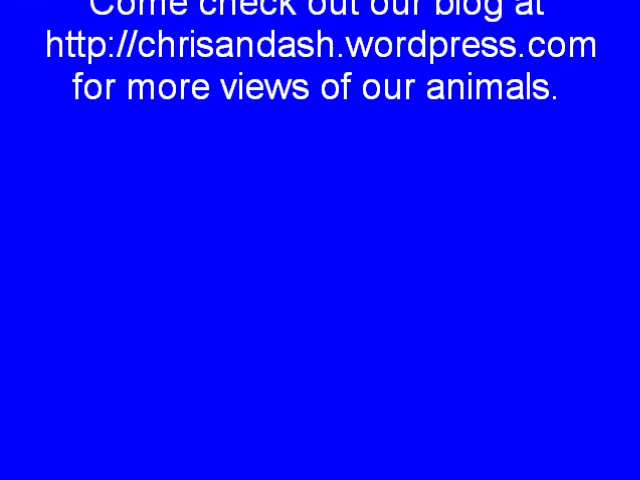 Come check out our blog at
http://chrisandash.wordpress.com
for more views of our animals.